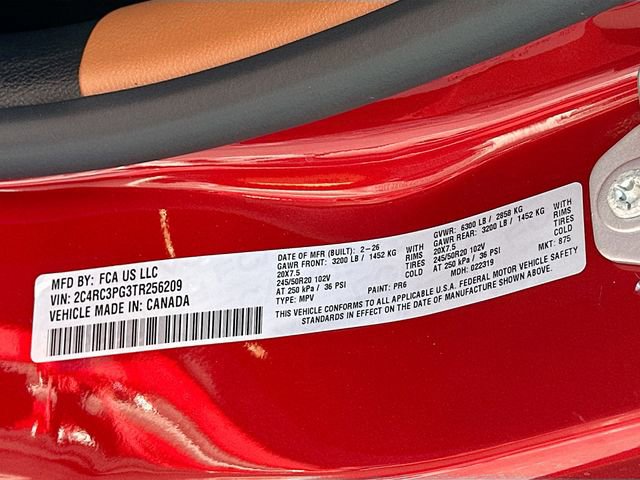 MFD BY: FCA US LLC
VIN: 2C4RC3PG3TR256209
VEHICLE MADE IN: CANADA
DATE OF MFR (BUILT): 2-26
GAWR FRONT: 3200 LB / 1452 KG WITH
20X7.5 RIMS
245/50R20 102V TIRES
AT 250 kPa / 36 PSI COLD
TYPE: MPV PAINT: PR6
GVWR: 6300 LB / 2858 KG
GAWR REAR: 3200 LB / 1452 KG WITH
20X7.5 RIMS
245/50R20 102V TIRES
AT 250 kPa / 36 PSI COLD
MDH: 022319 MKT: 875
THIS VEHICLE CONFORMS TO ALL APPLICABLE U.S.A. FEDERAL MOTOR VEHICLE SAFETY
STANDARDS IN EFFECT ON THE DATE OF MANUFACTURE SHOWN ABOVE.